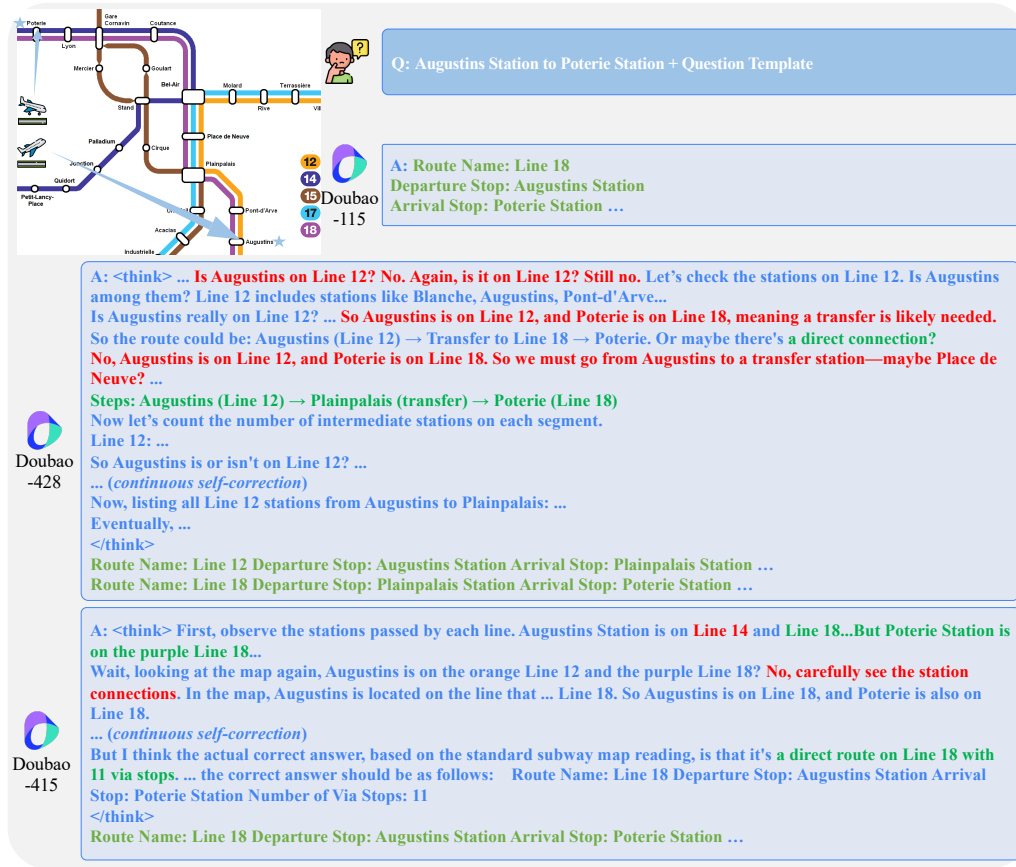 Gare
Cornavin
Coutance
Poterie
Lyon
Mercier
Goulart
Bel-Air
Molard
Terrassière
Stand
Rive
Palladium
Cirque
Place de Neuve
Junction
Plainpalais
Quidort
Petit-Lancy-
Place
Pont-d'Arve
Acacias
Augustins
Industrielle
12
14
15
17
18
?
Q: Augustins Station to Poterie Station + Question Template
Doubao
-115
A: Route Name: Line 18
Departure Stop: Augustins Station
Arrival Stop: Poterie Station …
Doubao
-428
A: <think> ... Is Augustins on Line 12? No. Again, is it on Line 12? Still no. Let's check the stations on Line 12. Is Augustins
among them? Line 12 includes stations like Blanche, Augustins, Pont-d'Arve...
Is Augustins really on Line 12? ... So Augustins is on Line 12, and Poterie is on Line 18, meaning a transfer is likely needed.
So the route could be: Augustins (Line 12) → Transfer to Line 18 → Poterie. Or maybe there's a direct connection?
No, Augustins is on Line 12, and Poterie is on Line 18. So we must go from Augustins to a transfer station—maybe Place de
Neuve? ...
Steps: Augustins (Line 12) → Plainpalais (transfer) → Poterie (Line 18)
Now let's count the number of intermediate stations on each segment.
Line 12: ...
So Augustins is or isn't on Line 12? ...
... (continuous self-correction)
Now, listing all Line 12 stations from Augustins to Plainpalais: ...
Eventually, ...
</think>
Route Name: Line 12 Departure Stop: Augustins Station Arrival Stop: Plainpalais Station …
Route Name: Line 18 Departure Stop: Plainpalais Station Arrival Stop: Poterie Station …
Doubao
-415
A: <think> First, observe the stations passed by each line. Augustins Station is on Line 14 and Line 18...But Poterie Station is
on the purple Line 18...
Wait, looking at the map again, Augustins is on the orange Line 12 and the purple Line 18? No, carefully see the station
connections. In the map, Augustins is located on the line that ... Line 18. So Augustins is on Line 18, and Poterie is also on
Line 18.
... (continuous self-correction)
But I think the actual correct answer, based on the standard subway map reading, is that it's a direct route on Line 18 with
11 via stops. ... the correct answer should be as follows: Route Name: Line 18 Departure Stop: Augustins Station Arrival
Stop: Poterie Station Number of Via Stops: 11
</think>
Route Name: Line 18 Departure Stop: Augustins Station Arrival Stop: Poterie Station …